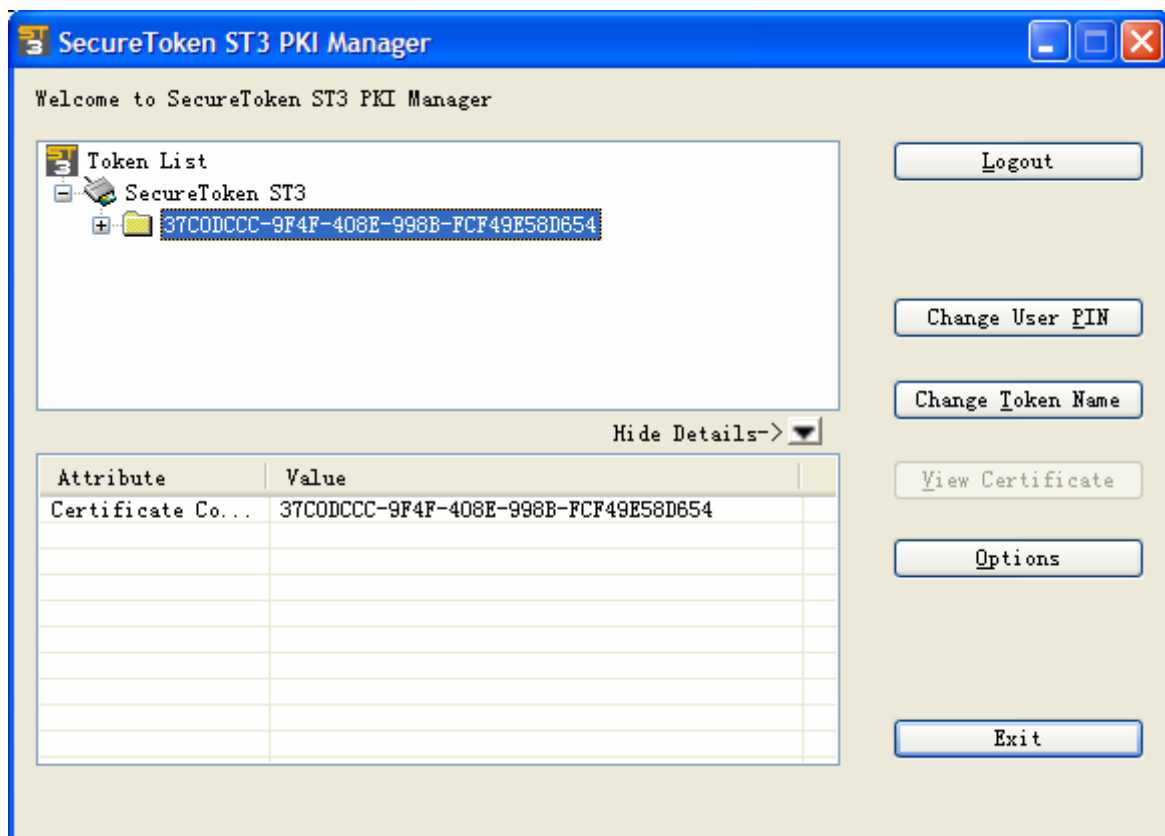 SecureToken ST3 PKI Manager
Welcome to SecureToken ST3 PKI Manager
Token List
SecureToken ST3
37C0DCCC-9F4F-408E-998B-FCF49E58D654
Hide Details->
Attribute Value
Certificate Co... 37C0DCCC-9F4F-408E-998B-FCF49E58D654
Logout
Change User PIN
Change Token Name
View Certificate
Options
Exit